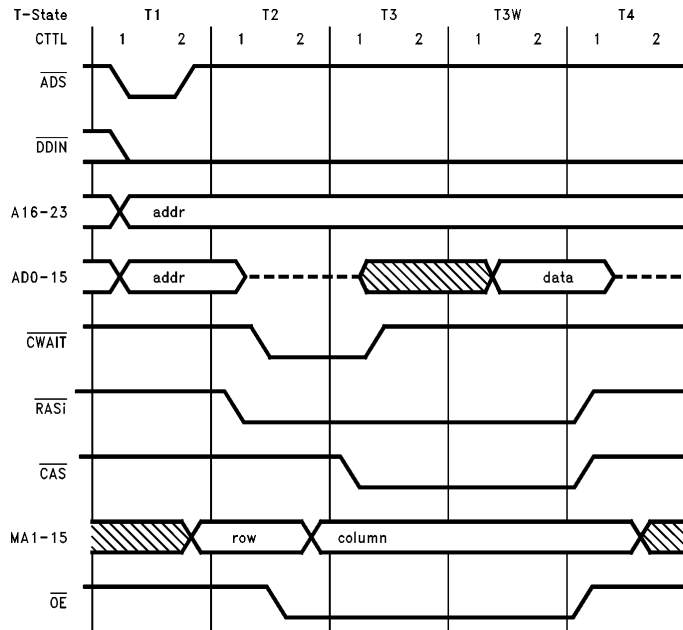 T-State T1 T2 T3 T3W T4
CTTL 1 2 1 2 1 2 1 2 1 2
ADS
DDIN
A16-23 addr
AD0-15 addr data
CWAIT
RASi
CAS
MA1-15 row column
OE